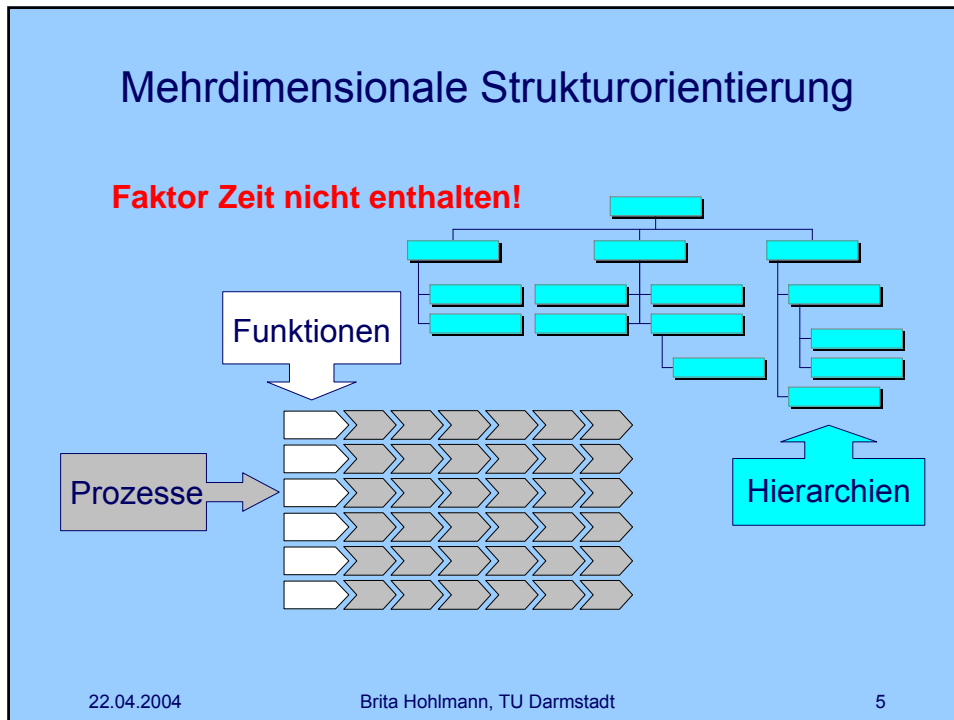 Mehrdimensionale Strukturorientierung
Faktor Zeit nicht enthalten!
Funktionen
Prozesse
Hierarchien
22.04.2004
Brita Hohlmann, TU Darmstadt
5